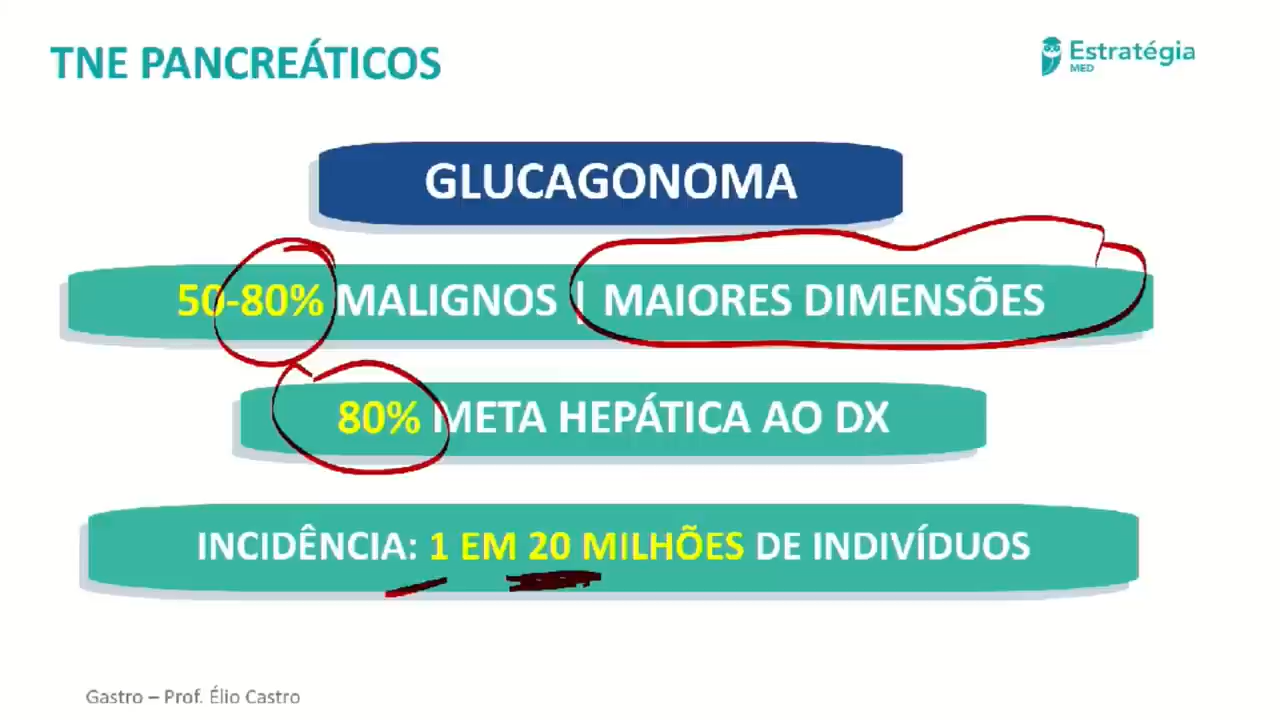 TNE PANCREÁTICOS
Estratégia
MED
GLUCAGONOMA
50-80% MALIGNOS | MAIORES DIMENSÕES
80% META HEPÁTICA AO DX
INCIDÊNCIA: 1 EM 20 MILHÕES DE INDIVÍDUOS
Gastro – Prof. Élio Castro